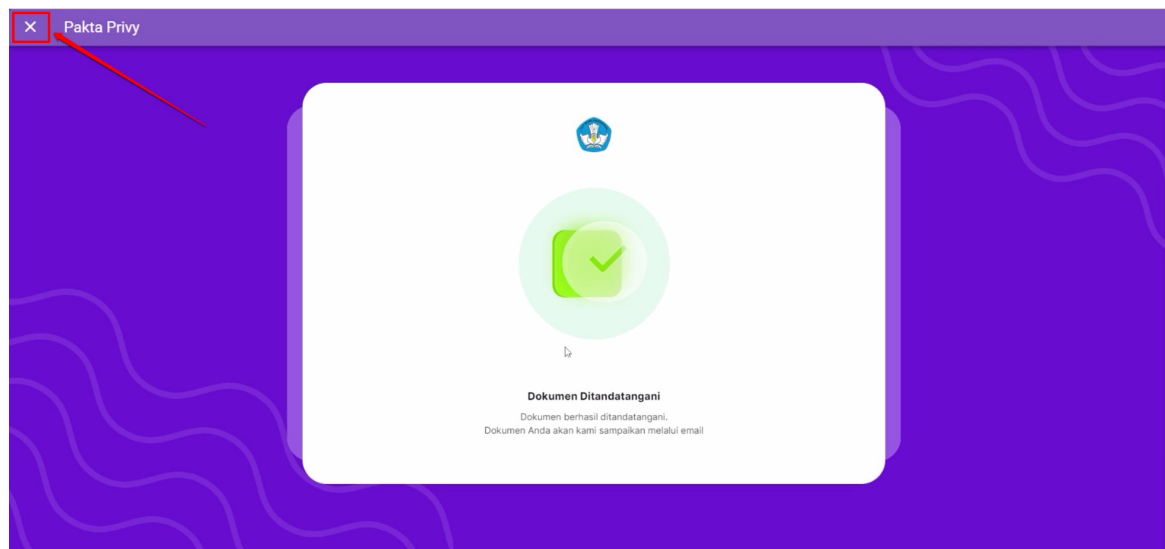 Pakta Privy
Dokumen Ditandatangani
Dokumen berhasil ditandatangani.
Dokumen Anda akan kami sampaikan melalui email